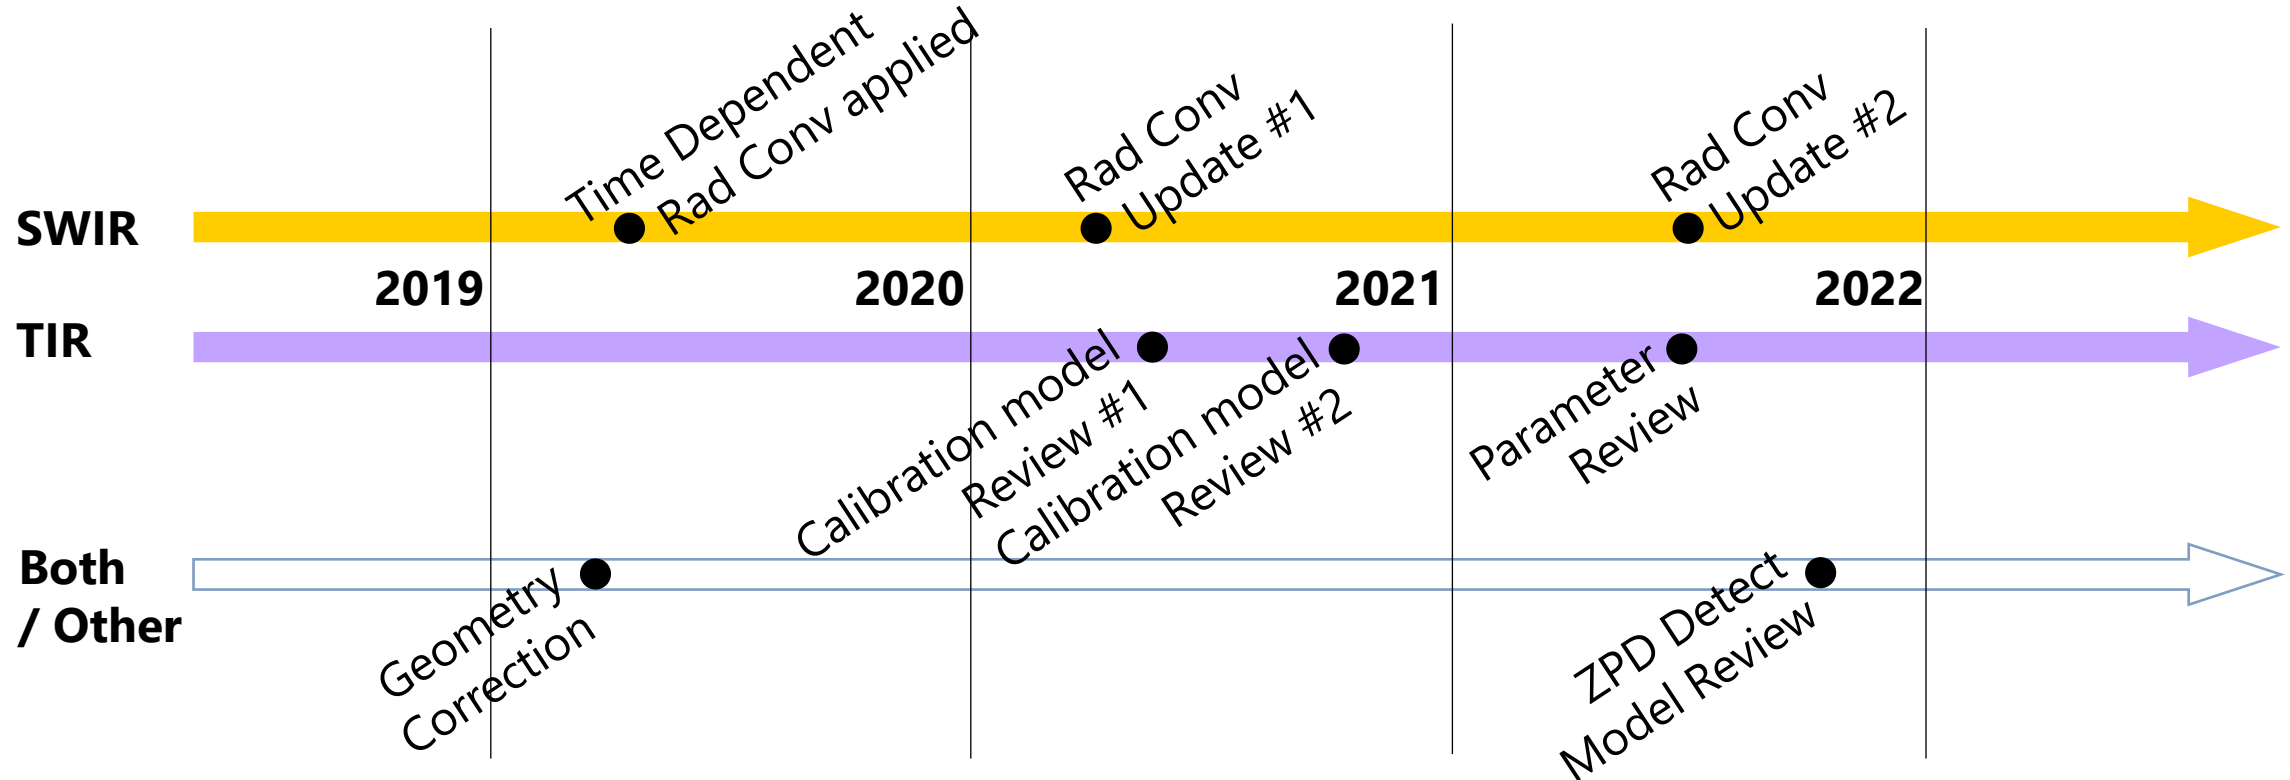 Time Dependent
Rad Conv applied
Rad Conv
Update #1
Rad Conv
Update #2
SWIR
2019
2020
2021
2022
TIR
Calibration model
Review #1
Calibration model
Review #2
Parameter
Review
Both
/ Other
Geometry
Correction
ZPD Detect
Model Review